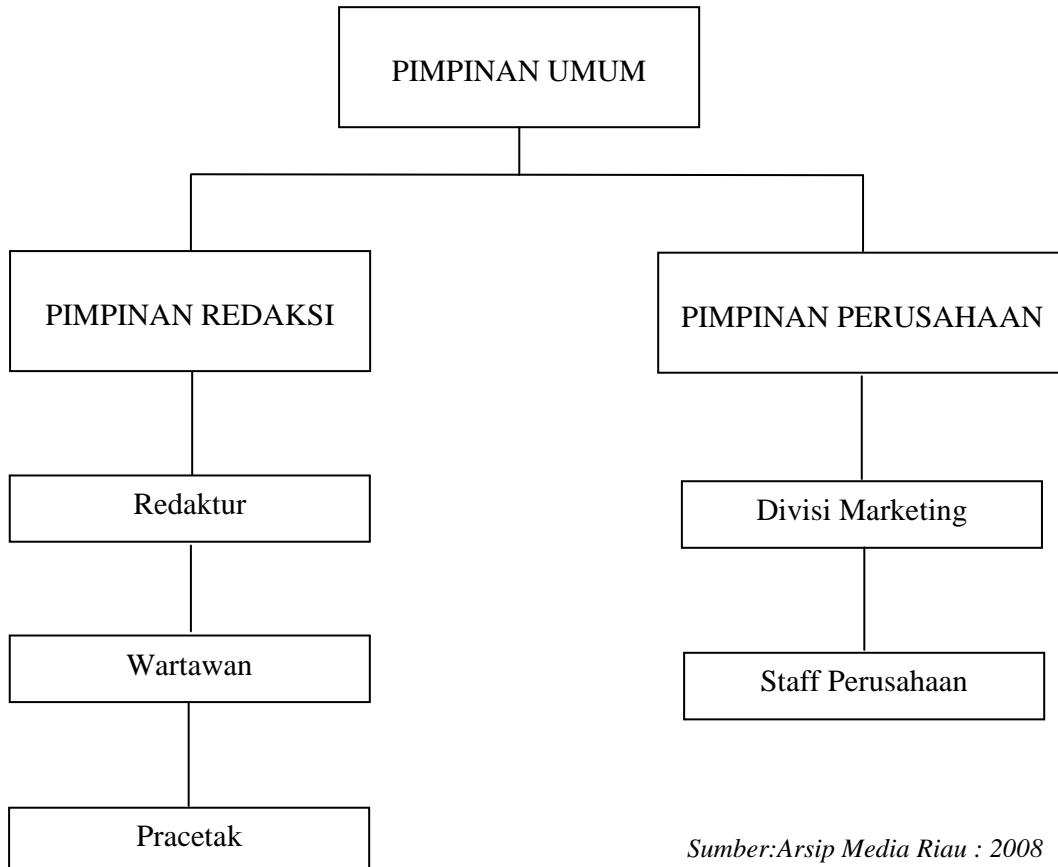 PIMPINAN UMUM
PIMPINAN REDAKSI
PIMPINAN PERUSAHAAN
Redaktur
Divisi Marketing
Wartawan
Staff Perusahaan
Pracetak
Sumber:Arsip Media Riau : 2008